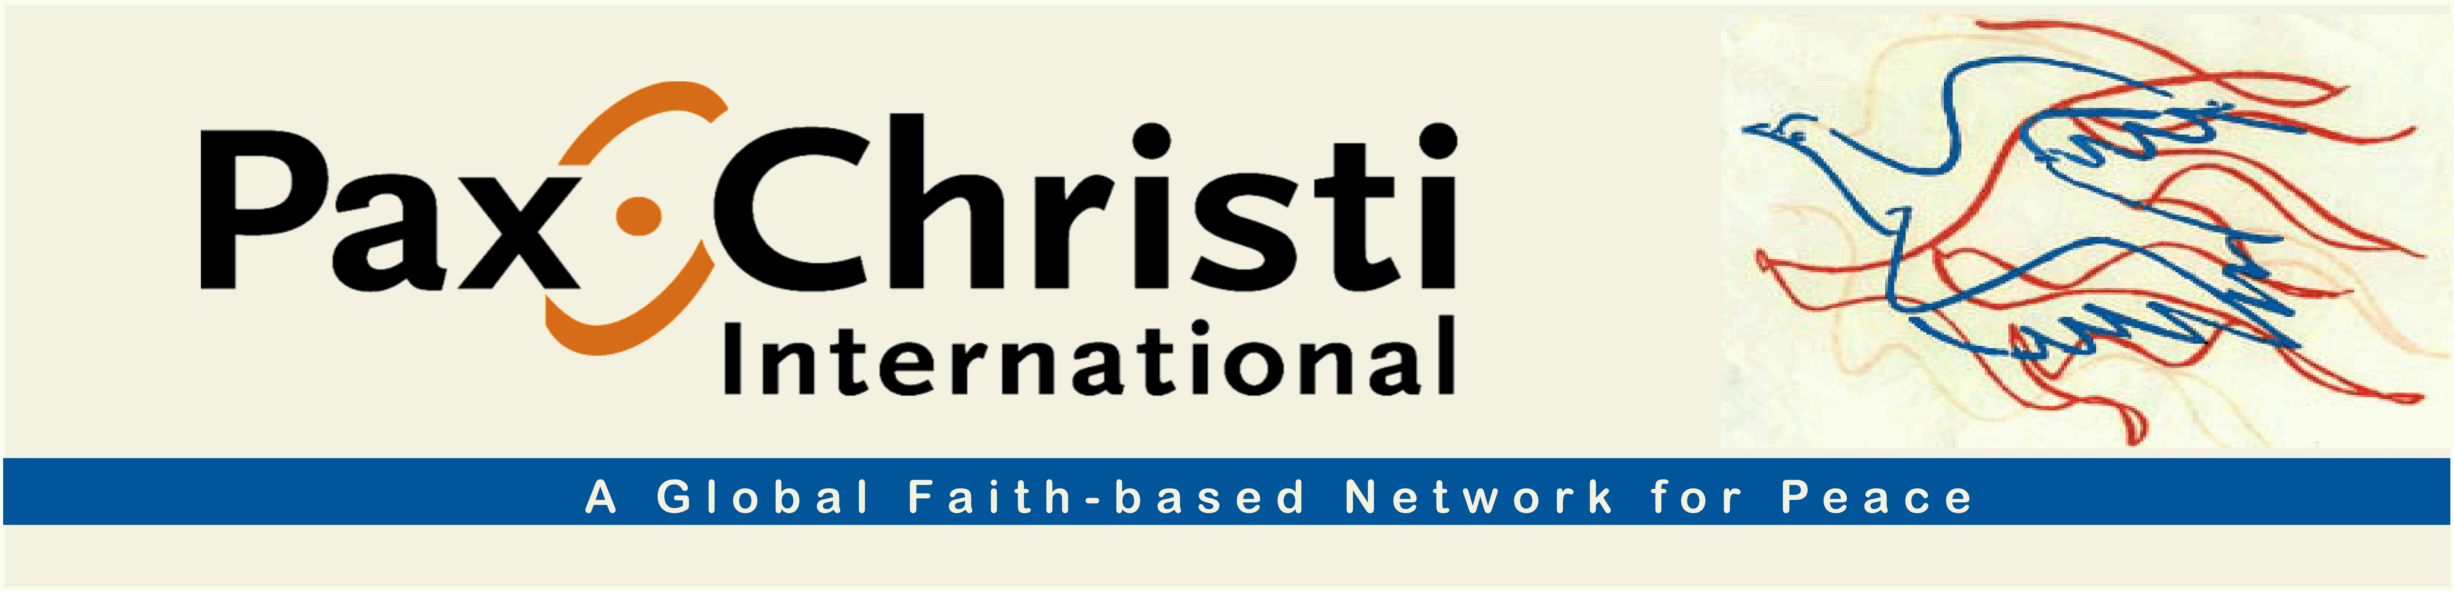 Pax Christi
International
A Global Faith-based Network for Peace